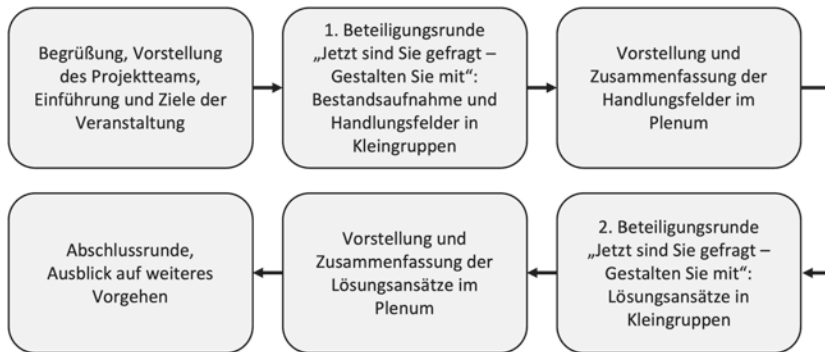 Begrüßung, Vorstellung
des Projektteams,
Einführung und Ziele der
Veranstaltung
1. Beteiligungsrunde
„Jetzt sind Sie gefragt –
Gestalten Sie mit“:
Bestandsaufnahme und
Handlungsfelder in
Kleingruppen
Vorstellung und
Zusammenfassung der
Handlungsfelder im
Plenum
2. Beteiligungsrunde
„Jetzt sind Sie gefragt –
Gestalten Sie mit“:
Lösungsansätze in
Kleingruppen
Vorstellung und
Zusammenfassung der
Lösungsansätze im
Plenum
Abschlussrunde,
Ausblick auf weiteres
Vorgehen